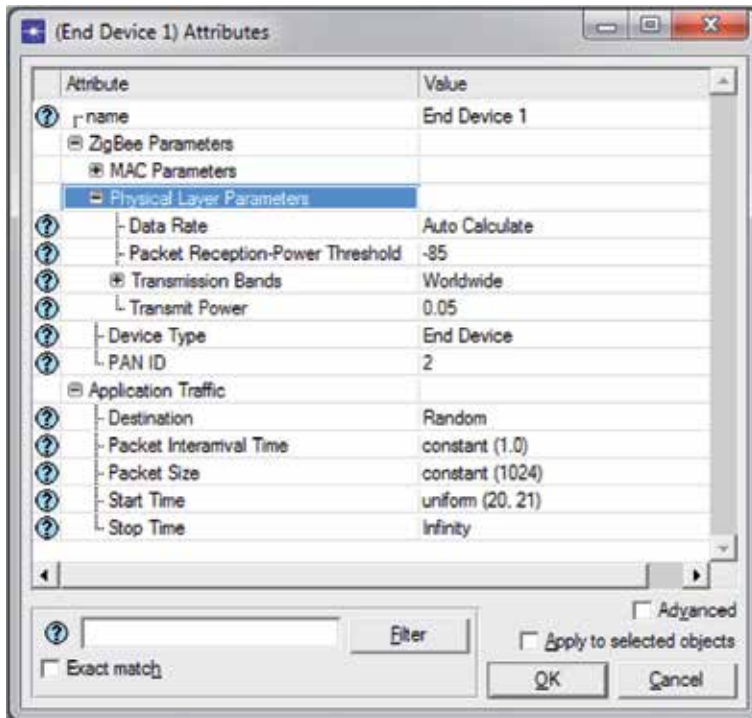 (End Device 1) Attributes
Attribute Value
name End Device 1
ZigBee Parameters
MAC Parameters
Physical Layer Parameters
Data Rate Auto Calculate
Packet Reception-Power Threshold -85
Transmission Bands Worldwide
Transmit Power 0.05
Device Type End Device
PAN ID 2
Application Traffic
Destination Random
Packet Interarrival Time constant (1.0)
Packet Size constant (1024)
Start Time uniform (20, 21)
Stop Time Infinity
Advanced
Filter
Apply to selected objects
Exact match
OK Cancel